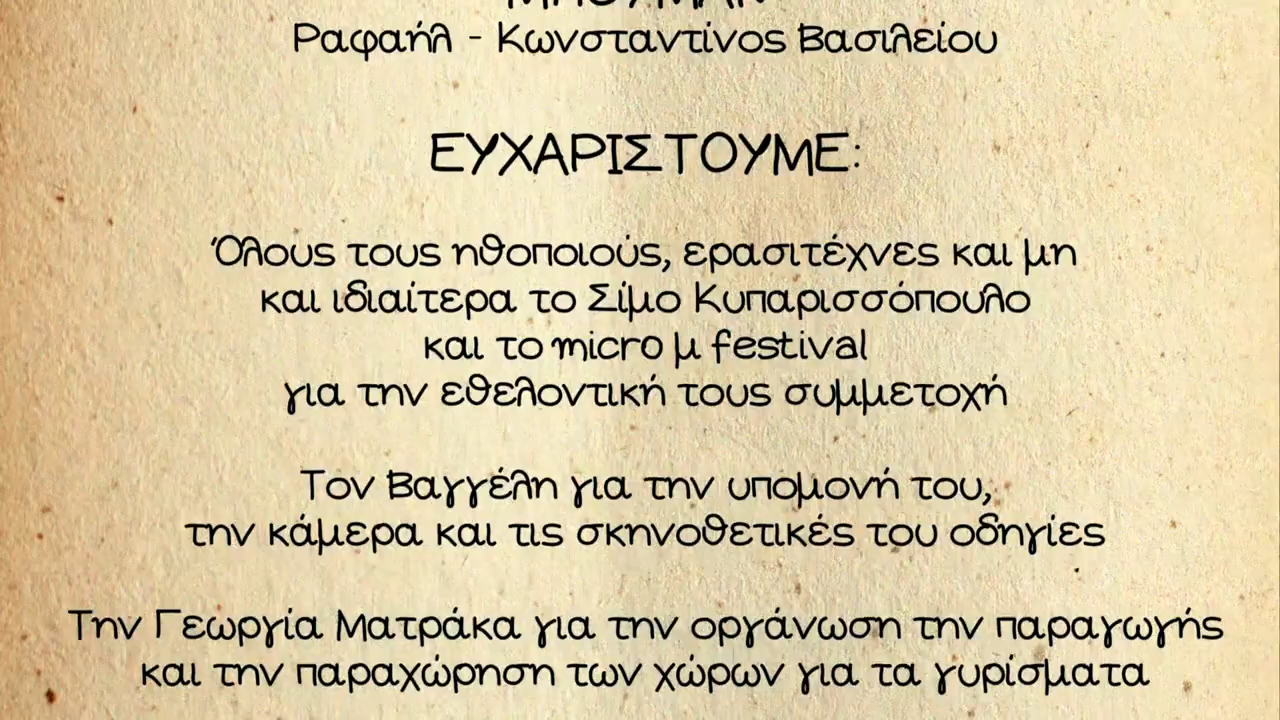 Ραφαήλ - Κωνσταντίνος Βασιλείου
ΕΥΧΑΡΙΣΤΟΥΜΕ:
Όλους τους ηθοποιούς, ερασιτέχνες και μη
και ιδιαίτερα το Σίμο Κυπαρισσόπουλο
και το micro μ festival
για την εθελοντική τους συμμετοχή
Τον Βαγγέλη για την υπομονή του,
την κάμερα και τις σκηνοθετικές του οδηγίες
Την Γεωργία Ματράκα για την οργάνωση την παραγωγής
και την παραχώρηση των χώρων για τα γυρίσματα